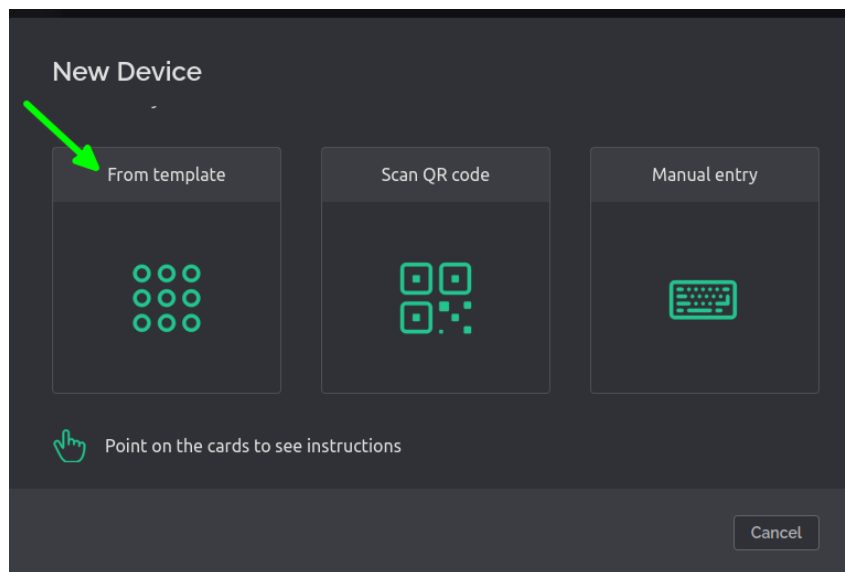 New Device
From template
Scan QR code
Manual entry
Point on the cards to see instructions
Cancel